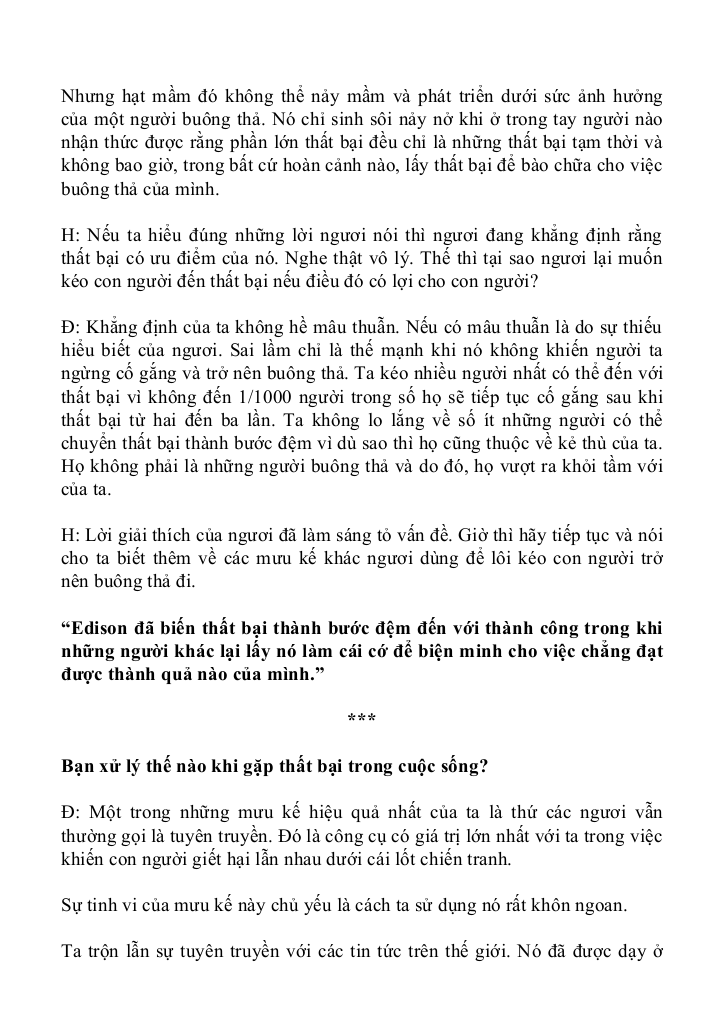 Nhưng hạt mầm đó không thể nảy mầm và phát triển dưới sức ảnh hưởng
của một người buông thả. Nó chỉ sinh sôi nảy nở khi ở trong tay người nào
nhận thức được rằng phần lớn thất bại đều chỉ là những thất bại tạm thời và
không bao giờ, trong bất cứ hoàn cảnh nào, lấy thất bại để bào chữa cho việc
buông thả của mình.
H: Nếu ta hiểu đúng những lời ngươi nói thì ngươi đang khẳng định rằng
thất bại có ưu điểm của nó. Nghe thật vô lý. Thế thì tại sao ngươi lại muốn
kéo con người đến thất bại nếu điều đó có lợi cho con người?
Đ: Khẳng định của ta không hề mâu thuẫn. Nếu có mâu thuẫn là do sự thiếu
hiểu biết của ngươi. Sai lầm chỉ là thế mạnh khi nó không khiến người ta
ngừng cố gắng và trở nên buông thả. Ta kéo nhiều người nhất có thể đến với
thất bại vì không đến 1/1000 người trong số họ sẽ tiếp tục cố gắng sau khi
thất bại từ hai đến ba lần. Ta không lo lắng về số ít những người có thể
chuyển thất bại thành bước đệm vì dù sao thì họ cũng thuộc về kẻ thù của ta.
Họ không phải là những người buông thả và do đó, họ vượt ra khỏi tầm với
của ta.
H: Lời giải thích của ngươi đã làm sáng tỏ vấn đề. Giờ thì hãy tiếp tục và nói
cho ta biết thêm về các mưu kế khác ngươi dùng để lôi kéo con người trở
nên buông thả đi.
“Edison đã biến thất bại thành bước đệm đến với thành công trong khi
những người khác lại lấy nó làm cái cớ để biện minh cho việc chẳng đạt
được thành quả nào của mình.”
***
Bạn xử lý thế nào khi gặp thất bại trong cuộc sống?
Đ: Một trong những mưu kế hiệu quả nhất của ta là thứ các ngươi vẫn
thường gọi là tuyên truyền. Đó là công cụ có giá trị lớn nhất với ta trong việc
khiến con người giết hại lẫn nhau dưới cái lốt chiến tranh.
Sự tinh vi của mưu kế này chủ yếu là cách ta sử dụng nó rất khôn ngoan.
Ta trộn lẫn sự tuyên truyền với các tin tức trên thế giới. Nó đã được dạy ở